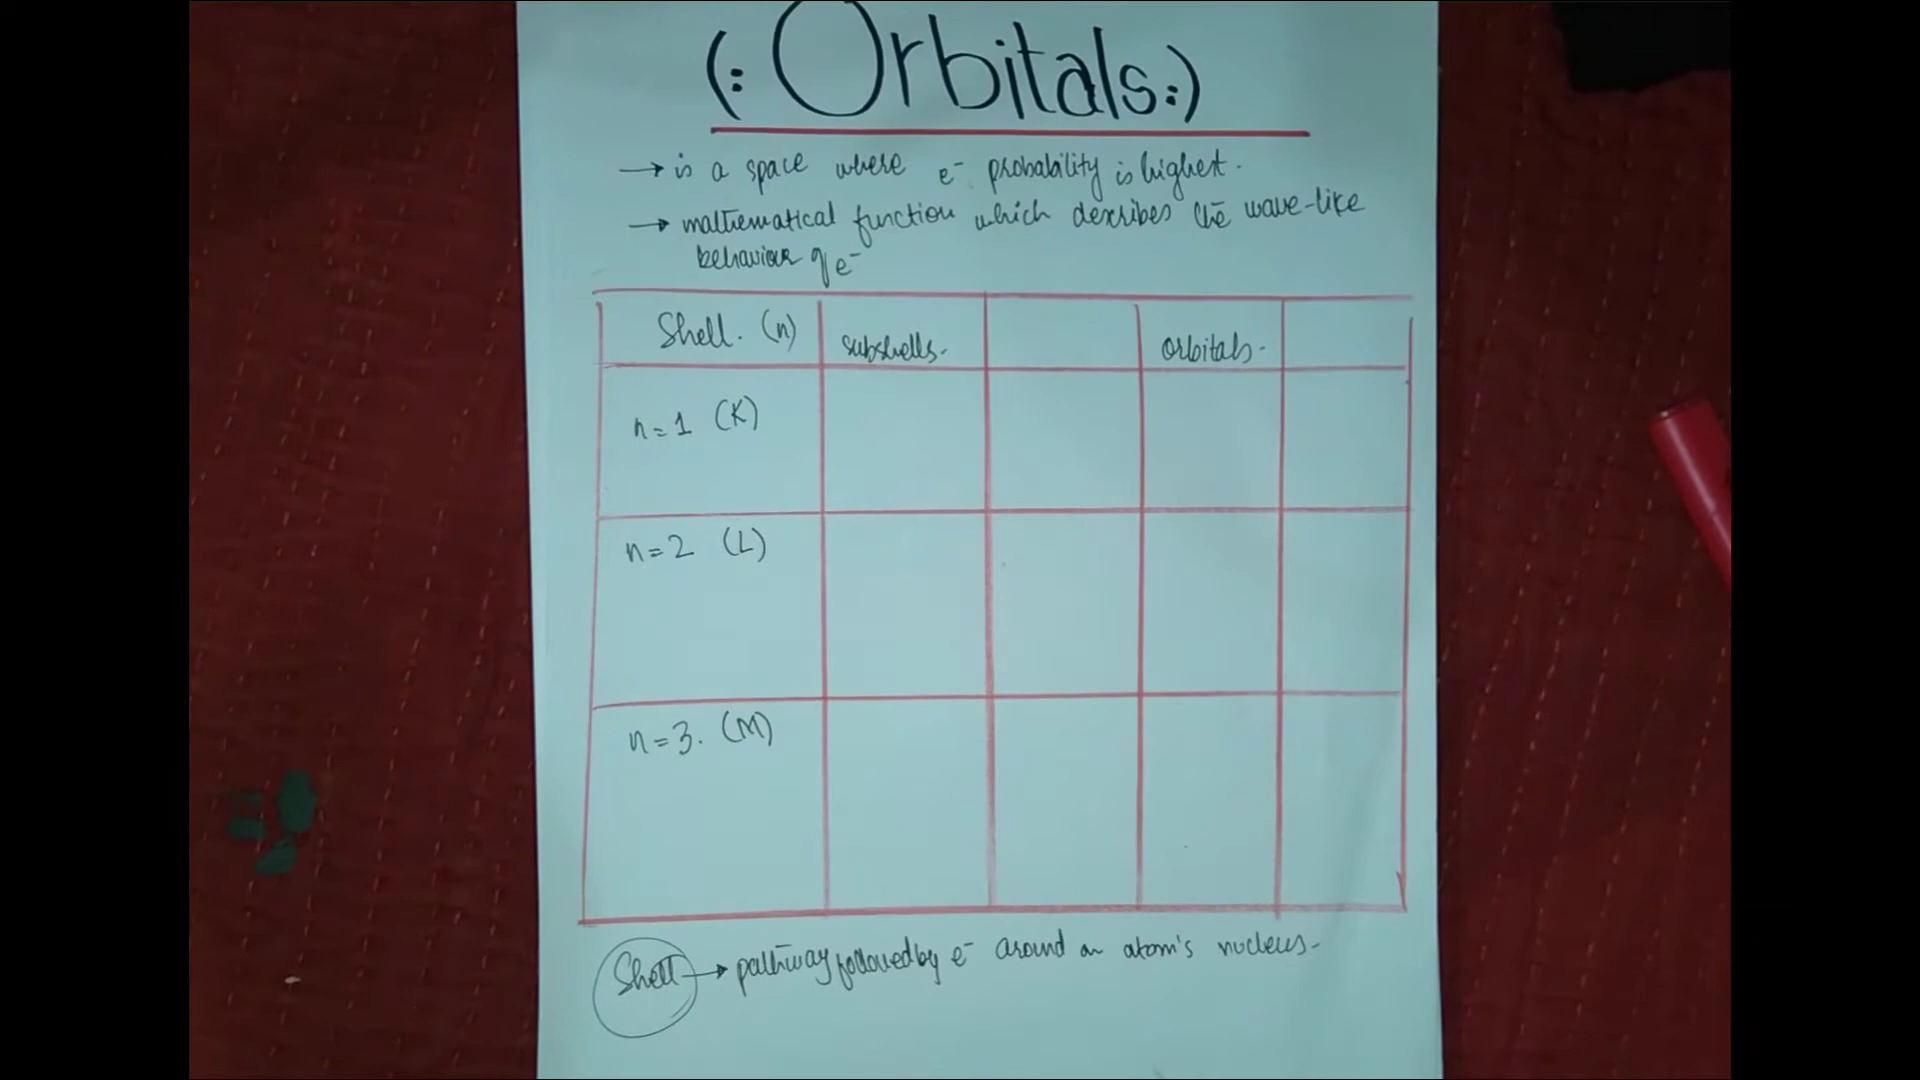 (: Orbitals :)
→ is a space where e⁻ probability is highest.
→ mathematical function which describes the wave-like
behaviour of e⁻
Shell. (n) subshells. orbitals.
n=1 (K)
n=2 (L)
n=3. (M)
Shell → pathway followed by e⁻ around an atom's nucleus.